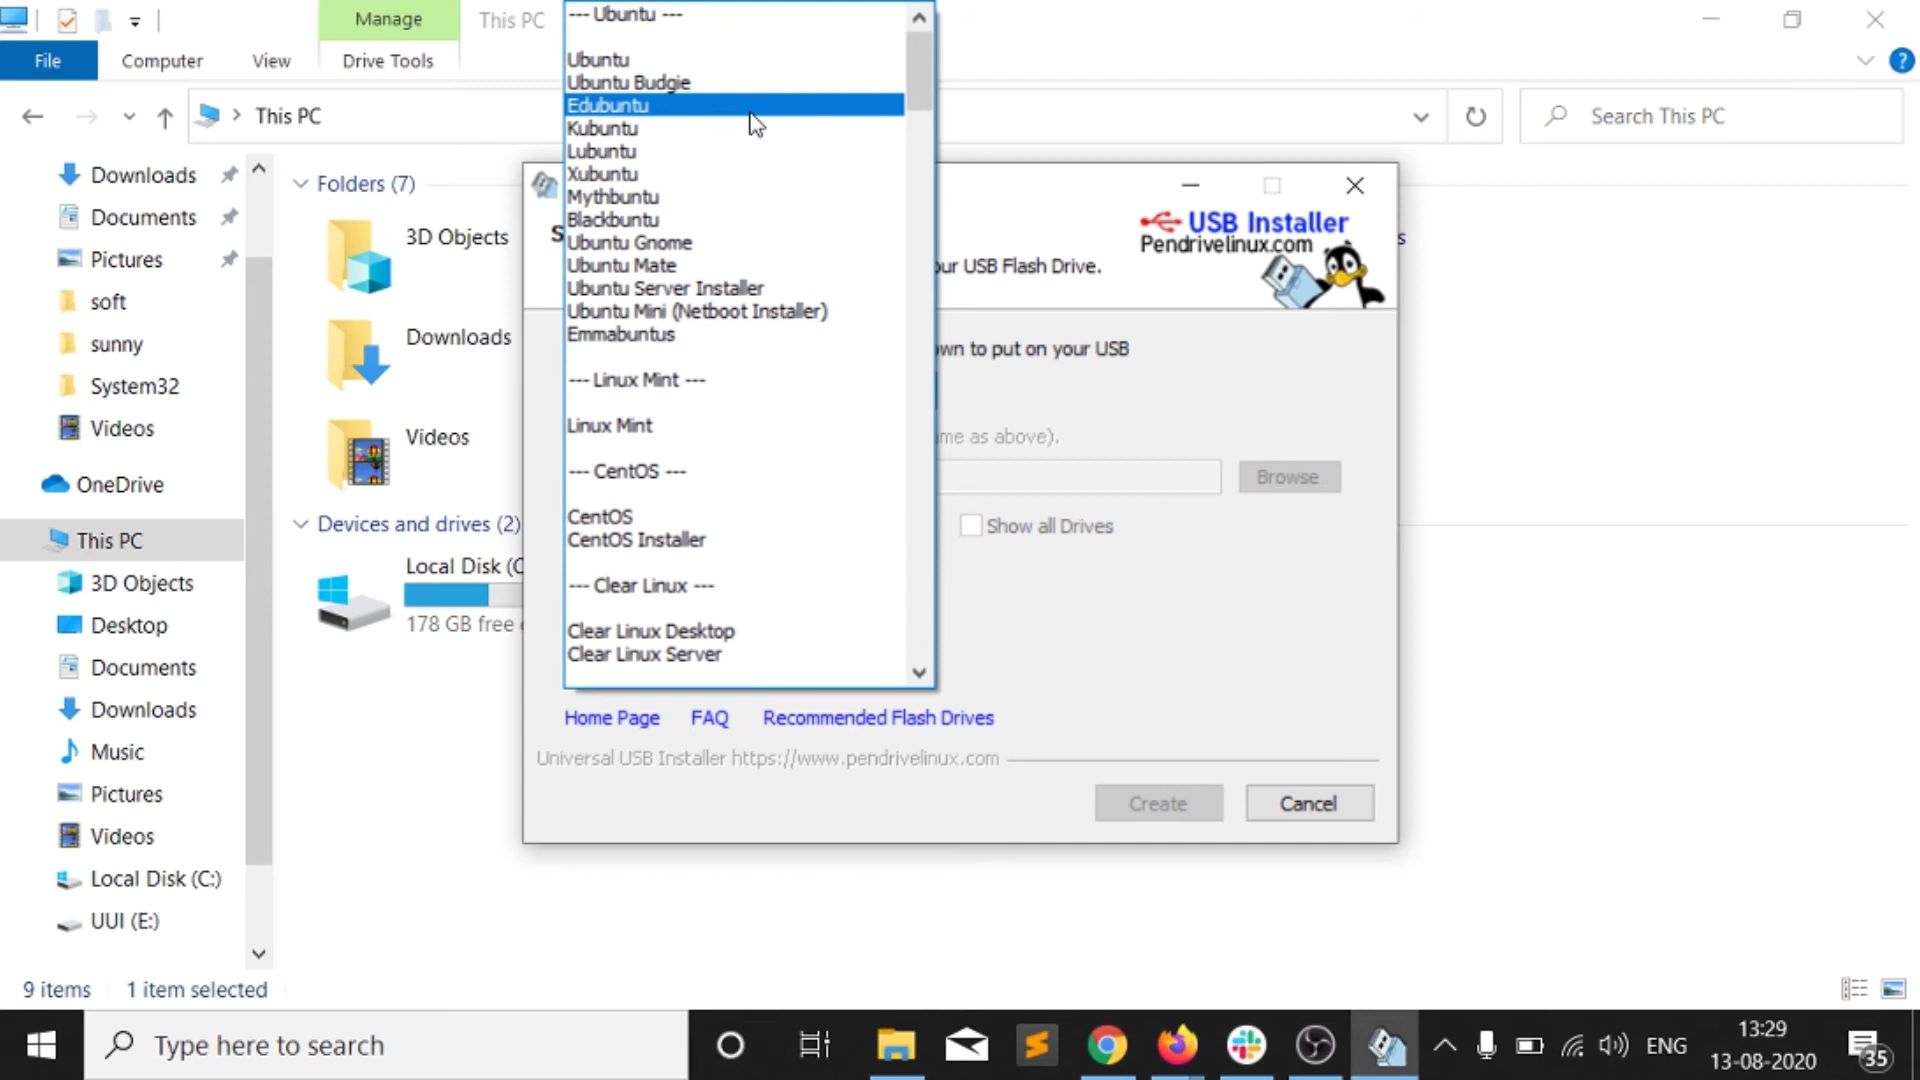 Manage
This PC
File
Computer
View
Drive Tools
This PC
Search This PC
Downloads
Documents
Pictures
soft
sunny
System32
Videos
OneDrive
This PC
3D Objects
Desktop
Documents
Downloads
Music
Pictures
Videos
Local Disk (C:)
UUI (E:)
Folders (7)
3D Objects
Downloads
Videos
Devices and drives (2)
Local Disk (C
178 GB free
--- Ubuntu ---
Ubuntu
Ubuntu Budgie
Edubuntu
Kubuntu
Lubuntu
Xubuntu
Mythbuntu
Blackbuntu
Ubuntu Gnome
Ubuntu Mate
Ubuntu Server Installer
Ubuntu Mini (Netboot Installer)
Emmabuntus
--- Linux Mint ---
Linux Mint
--- CentOS ---
CentOS
CentOS Installer
--- Clear Linux ---
Clear Linux Desktop
Clear Linux Server
USB Installer
Pendrivelinux.com
ur USB Flash Drive.
wn to put on your USB
me as above).
Browse
Show all Drives
Home Page FAQ Recommended Flash Drives
Universal USB Installer https://www.pendrivelinux.com
Create
Cancel
9 items 1 item selected
Type here to search
ENG
13:29
13-08-2020
35